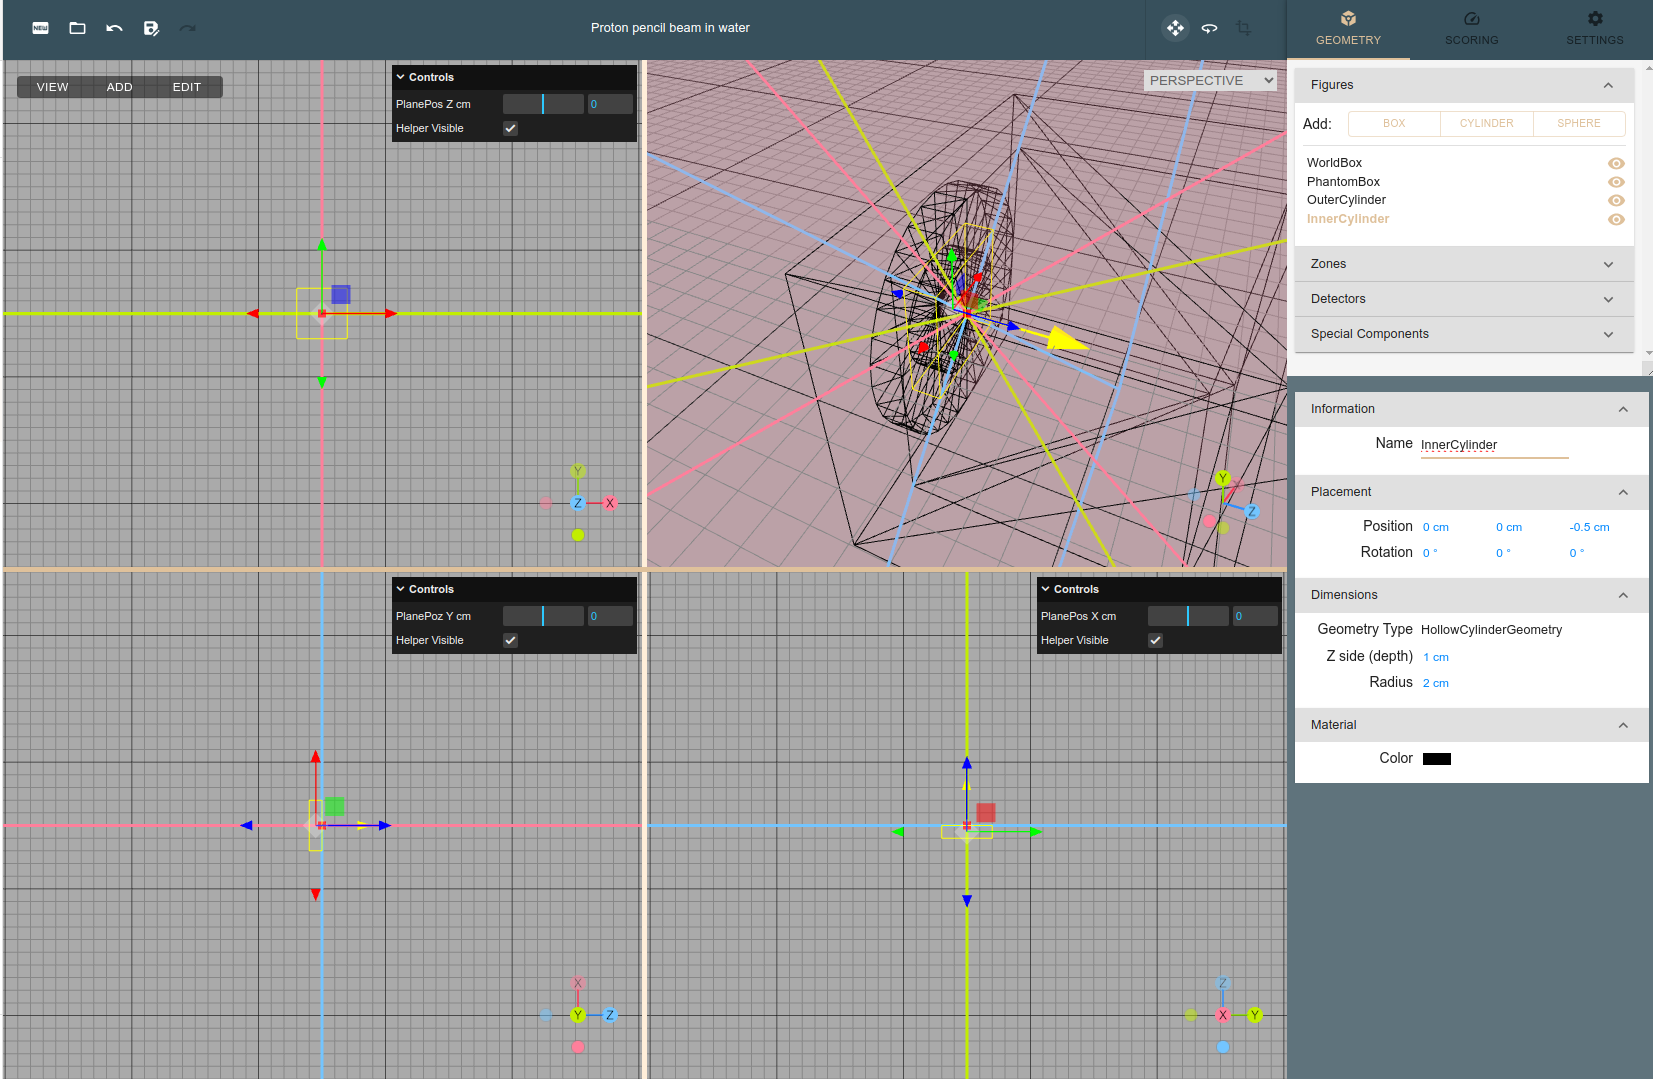 NEW
Proton pencil beam in water
GEOMETRY
SCORING
SETTINGS
VIEW
ADD
EDIT
Controls
PlanePos Z cm
0
Helper Visible
PERSPECTIVE
Figures
Add:
BOX
CYLINDER
SPHERE
WorldBox
PhantomBox
OuterCylinder
InnerCylinder
Zones
Detectors
Special Components
Y
Z
X
Y
X
Z
Information
Name InnerCylinder
Placement
Position 0 cm 0 cm -0.5 cm
Rotation 0 ° 0 ° 0 °
Dimensions
Geometry Type HollowCylinderGeometry
Z side (depth) 1 cm
Radius 2 cm
Material
Color
Controls
PlanePoz Y cm
0
Helper Visible
Controls
PlanePos X cm
0
Helper Visible
X
Y
Z
Z
X
Y